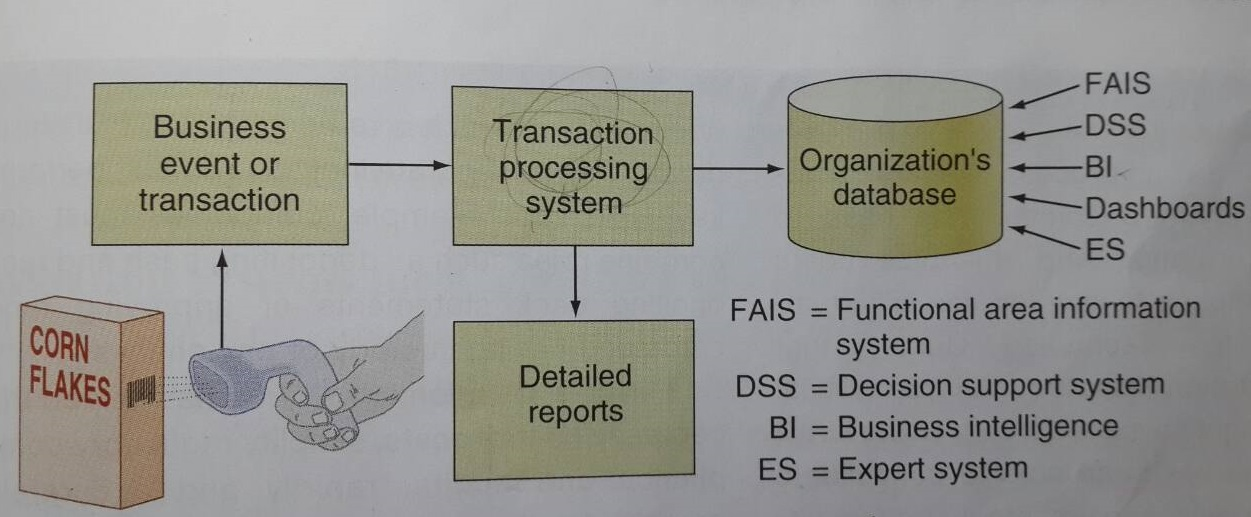 Business
event or
transaction
Transaction
processing
system
Organization's
database
FAIS
DSS
BI
Dashboards
ES
CORN
FLAKES
Detailed
reports
FAIS = Functional area information
system
DSS = Decision support system
BI = Business intelligence
ES = Expert system